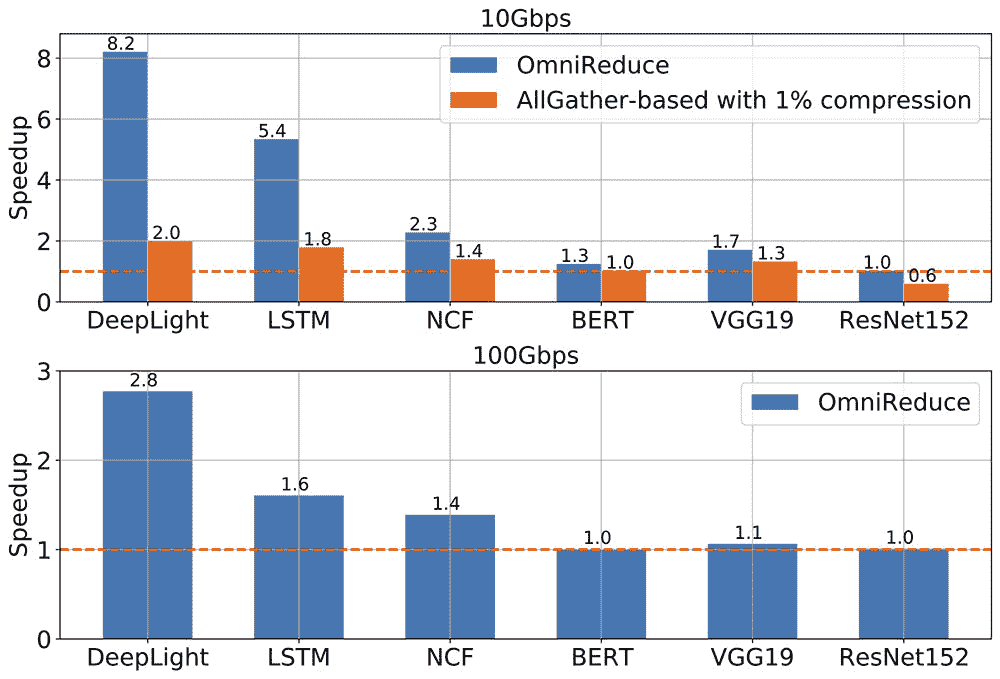 10Gbps
Speedup
8
6
4
2
0
OmniReduce
AllGather-based with 1% compression
8.2 2.0 5.4 1.8 2.3 1.4 1.3 1.0 1.7 1.3 1.0 0.6
DeepLight LSTM NCF BERT VGG19 ResNet152
100Gbps
Speedup
3
2
1
0
OmniReduce
2.8 1.6 1.4 1.0 1.1 1.0
DeepLight LSTM NCF BERT VGG19 ResNet152